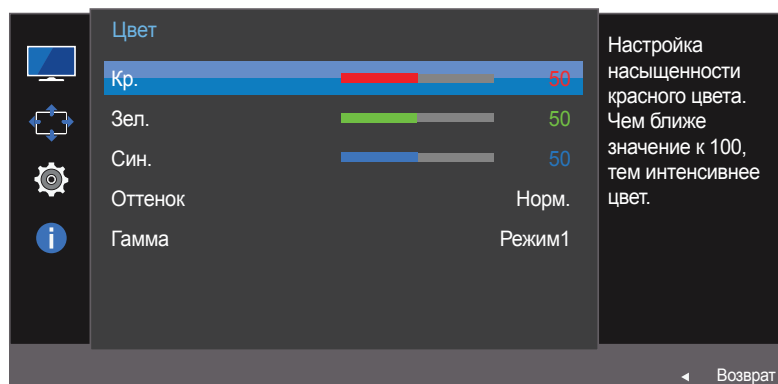 Цвет
Кр. 50
Зел. 50
Син. 50
Оттенок Норм.
Гамма Режим1
Настройка
насыщенности
красного цвета.
Чем ближе
значение к 100,
тем интенсивнее
цвет.
Возврат